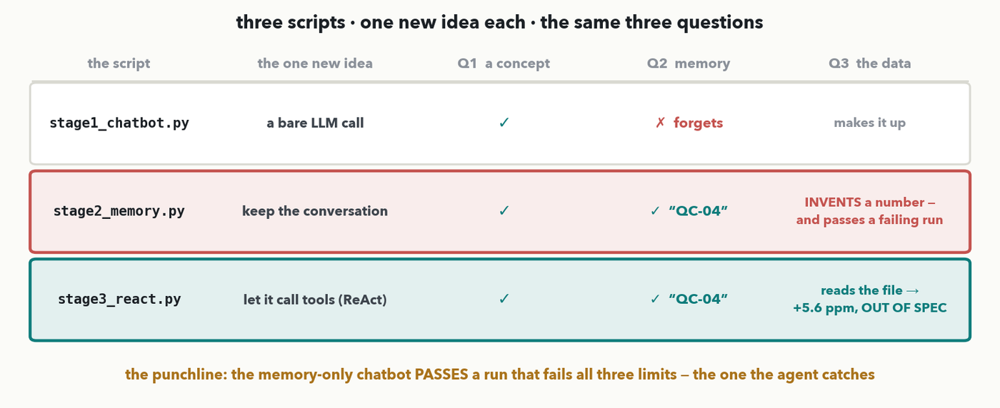 three scripts · one new idea each · the same three questions
the script the one new idea Q1 a concept Q2 memory Q3 the data
stage1_chatbot.py a bare LLM call ✓ ✗ forgets makes it up
stage2_memory.py keep the conversation ✓ ✓ “QC-04” INVENTS a number –
and passes a failing run
stage3_react.py let it call tools (ReAct) ✓ ✓ “QC-04” reads the file →
+5.6 ppm, OUT OF SPEC
the punchline: the memory-only chatbot PASSES a run that fails all three limits – the one the agent catches